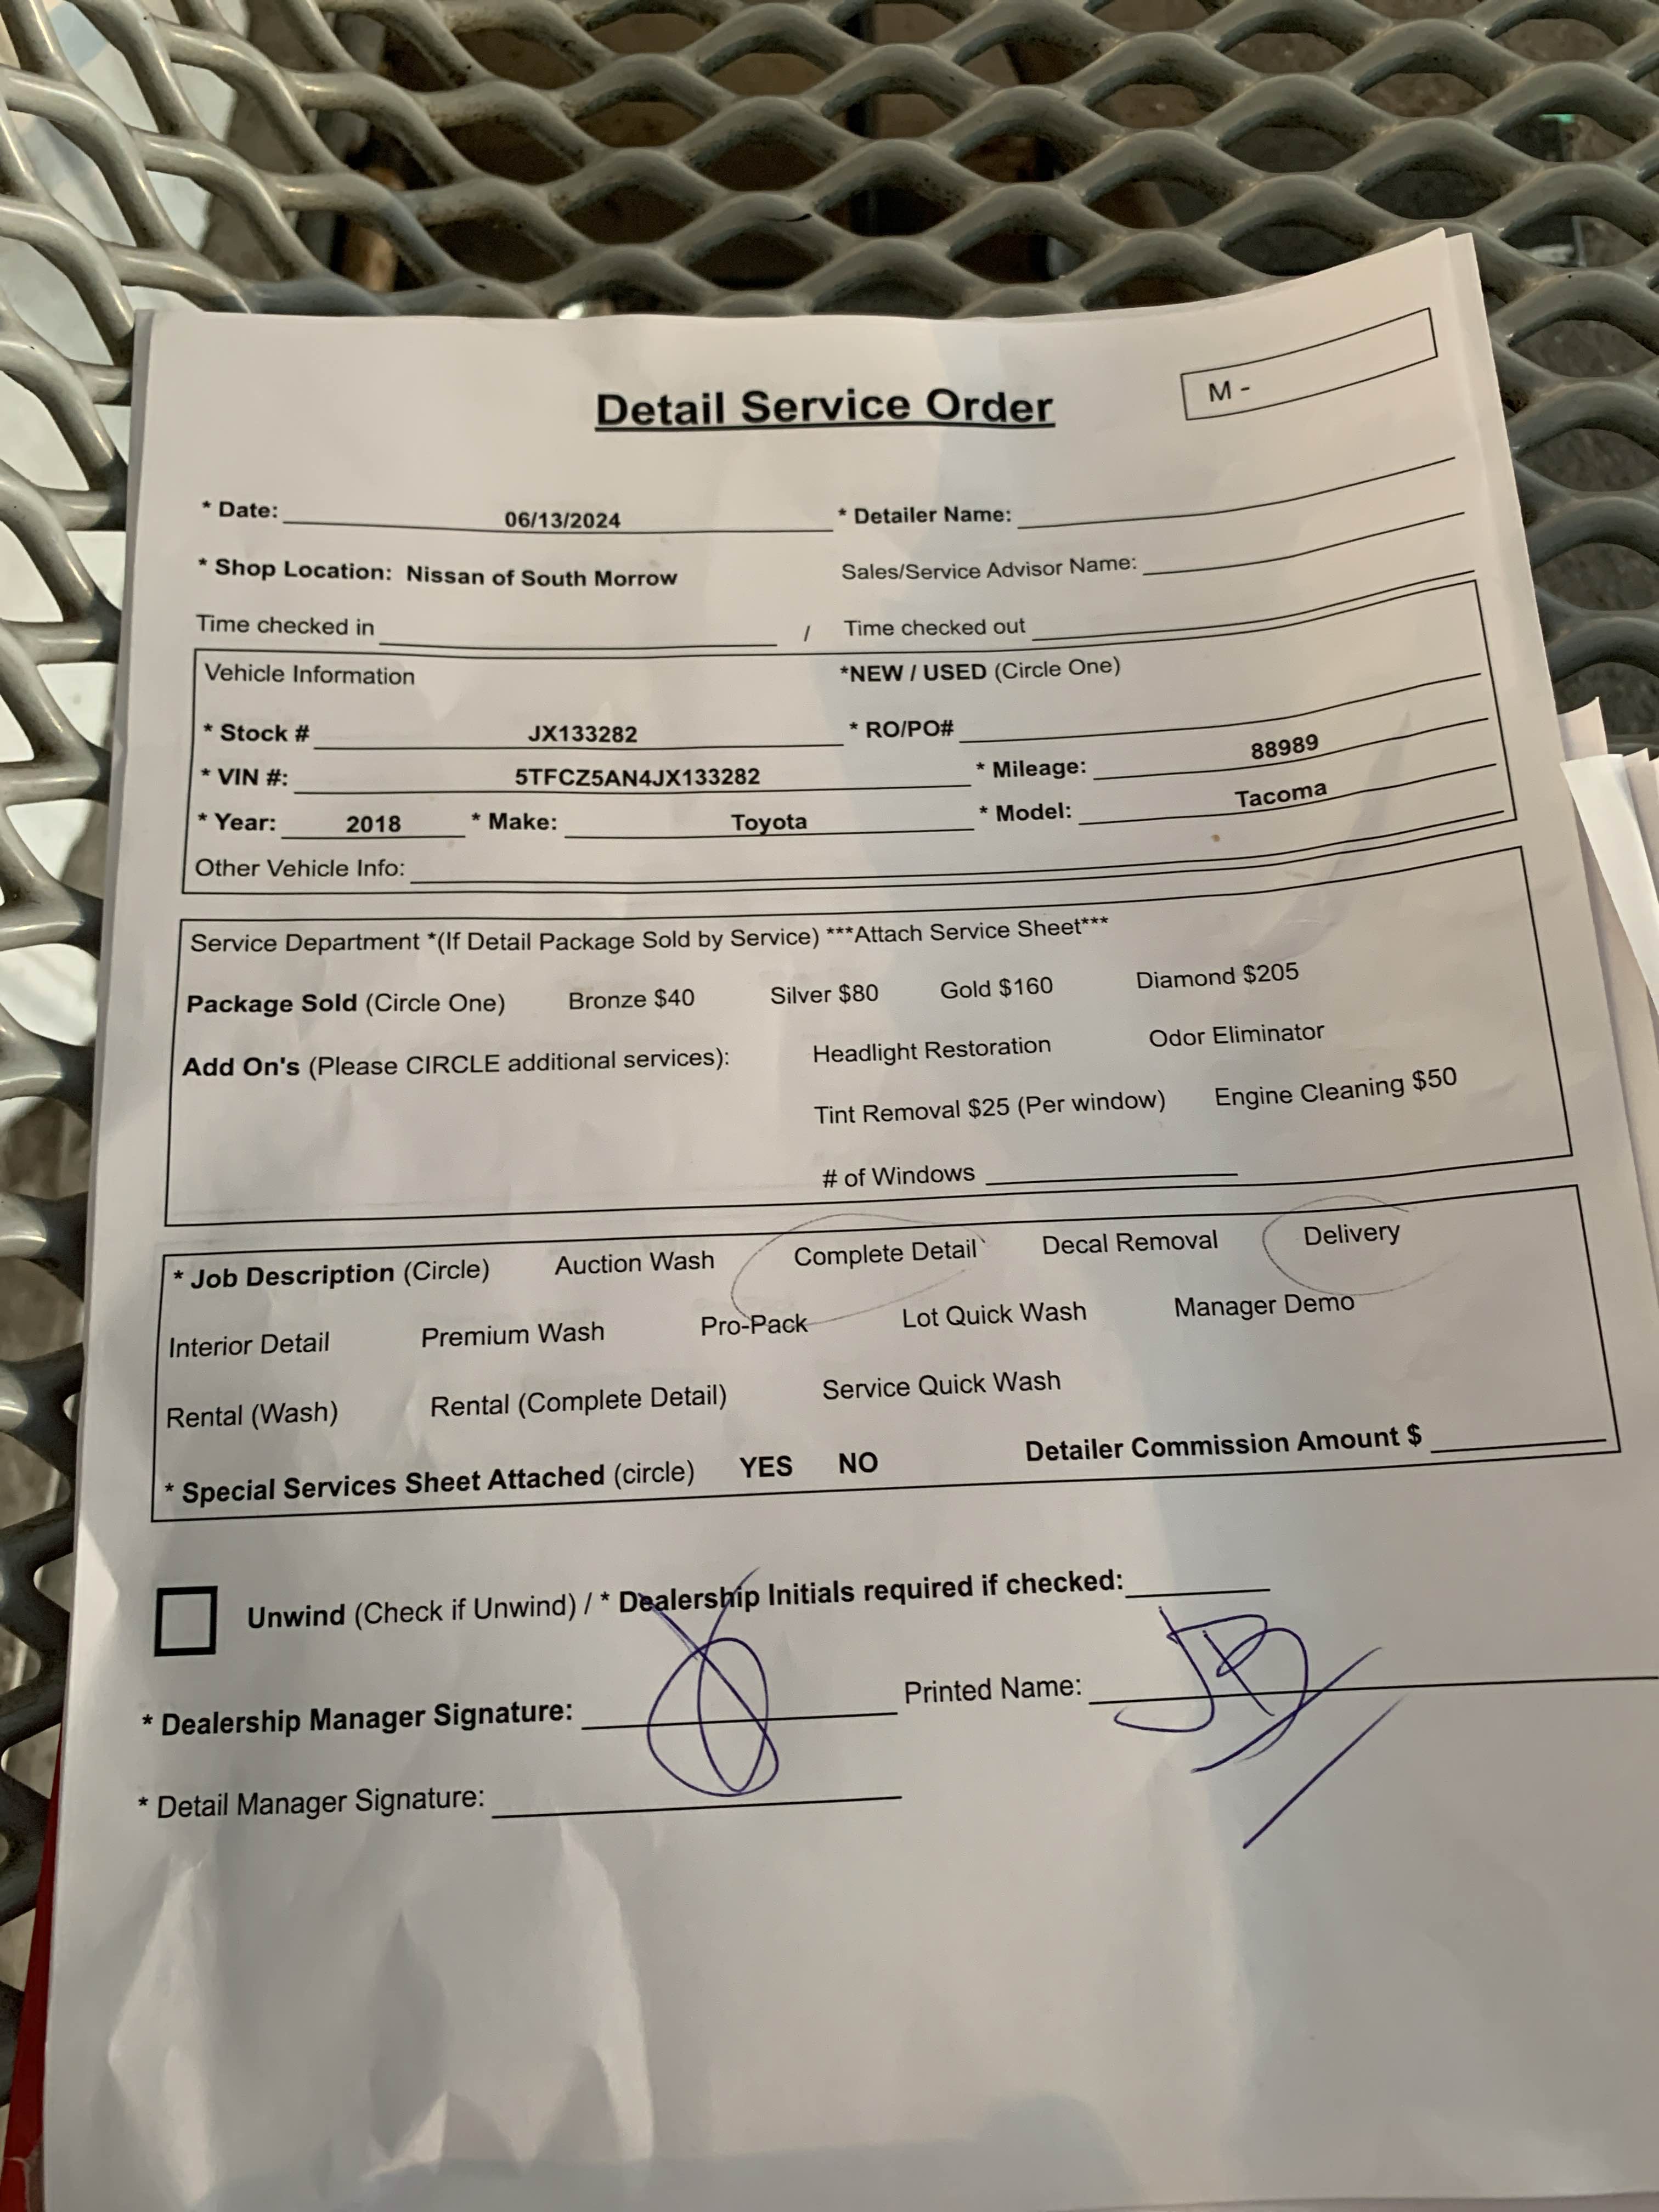 M -
Detail Service Order
* Date: 06/13/2024 * Detailer Name:
* Shop Location: Nissan of South Morrow Sales/Service Advisor Name:
Time checked in / Time checked out
Vehicle Information *NEW / USED (Circle One)
* Stock # JX133282 * RO/PO#
* VIN #: 5TFCZ5AN4JX133282 * Mileage: 88989
* Year: 2018 * Make: Toyota * Model: Tacoma
Other Vehicle Info:
Service Department *(If Detail Package Sold by Service) ***Attach Service Sheet***
Package Sold (Circle One) Bronze $40 Silver $80 Gold $160 Diamond $205
Add On's (Please CIRCLE additional services): Headlight Restoration Odor Eliminator
Tint Removal $25 (Per window) Engine Cleaning $50
# of Windows
* Job Description (Circle) Auction Wash Complete Detail Decal Removal Delivery
Interior Detail Premium Wash Pro-Pack Lot Quick Wash Manager Demo
Rental (Wash) Rental (Complete Detail) Service Quick Wash
* Special Services Sheet Attached (circle) YES NO Detailer Commission Amount $
Unwind (Check if Unwind) / * Dealership Initials required if checked:
* Dealership Manager Signature: Printed Name:
* Detail Manager Signature: